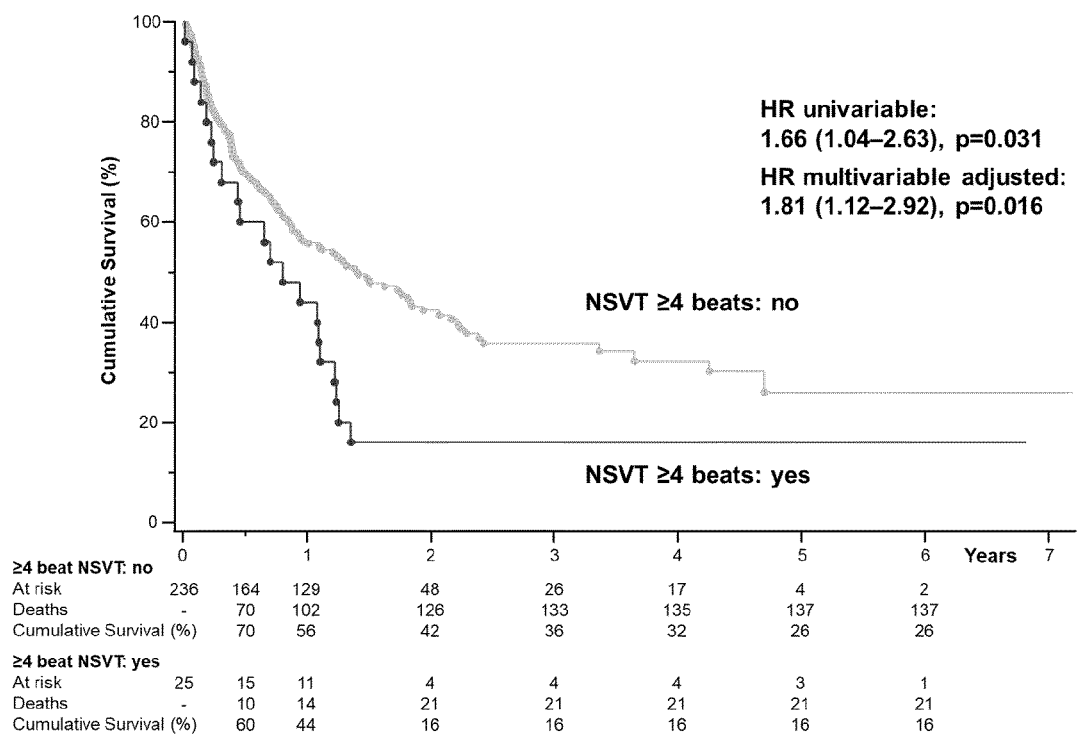 100
80
60
40
20
0
Cumulative Survival (%)
HR univariable:
1.66 (1.04–2.63), p=0.031
HR multivariable adjusted:
1.81 (1.12–2.92), p=0.016
NSVT ≥4 beats: no
NSVT ≥4 beats: yes
0 1 2 3 4 5 6 Years 7
≥4 beat NSVT: no
At risk 236 164 129 48 26 17 4 2
Deaths - 70 102 126 133 135 137 137
Cumulative Survival (%) 70 56 42 36 32 26 26
≥4 beat NSVT: yes
At risk 25 15 11 4 4 4 3 1
Deaths - 10 14 21 21 21 21 21
Cumulative Survival (%) 60 44 16 16 16 16 16